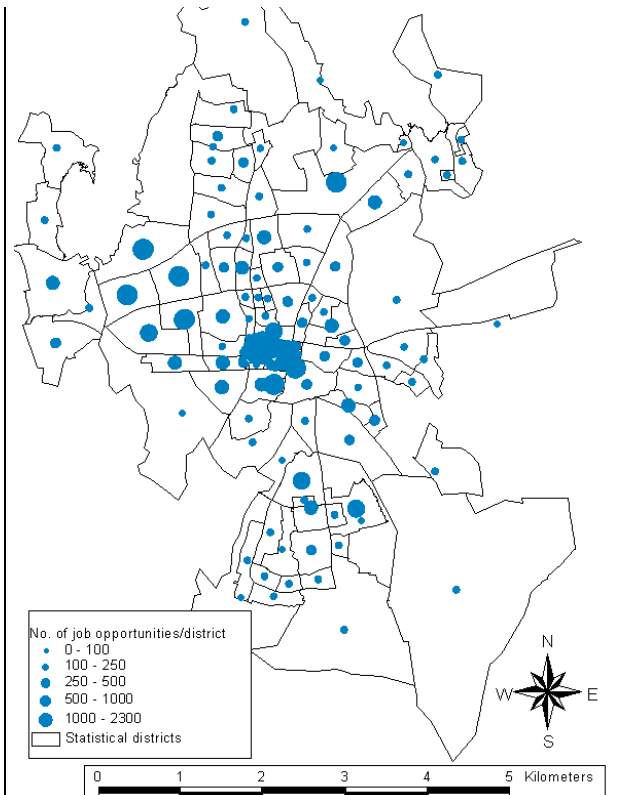 No. of job opportunities/district
0 - 100
100 - 250
250 - 500
500 - 1000
1000 - 2300
Statistical districts
N
W E
S
0 1 2 3 4 5 Kilometers